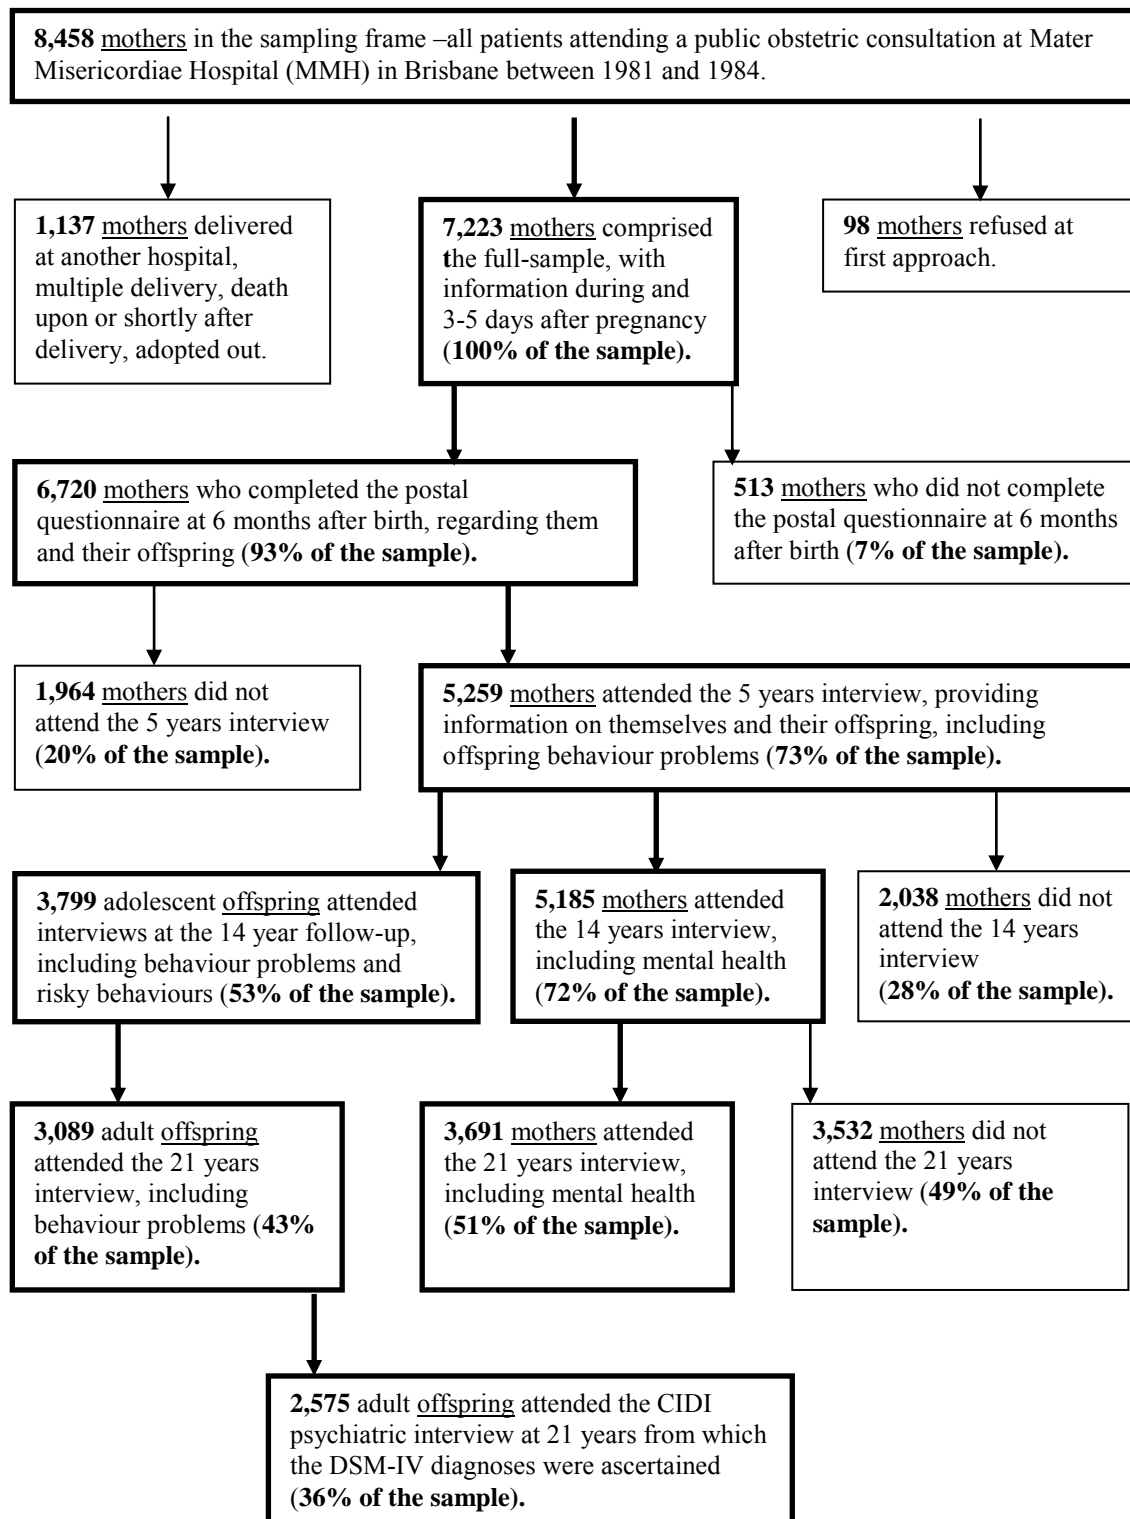 8,458 mothers in the sampling frame –all patients attending a public obstetric consultation at Mater
Misericordiae Hospital (MMH) in Brisbane between 1981 and 1984.
1,137 mothers delivered
at another hospital,
multiple delivery, death
upon or shortly after
delivery, adopted out.
7,223 mothers comprised
the full-sample, with
information during and
3-5 days after pregnancy
(100% of the sample).
98 mothers refused at
first approach.
6,720 mothers who completed the postal
questionnaire at 6 months after birth, regarding them
and their offspring (93% of the sample).
513 mothers who did not complete
the postal questionnaire at 6 months
after birth (7% of the sample).
1,964 mothers did not
attend the 5 years interview
(20% of the sample).
5,259 mothers attended the 5 years interview, providing
information on themselves and their offspring, including
offspring behaviour problems (73% of the sample).
3,799 adolescent offspring attended
interviews at the 14 year follow-up,
including behaviour problems and
risky behaviours (53% of the sample).
5,185 mothers attended
the 14 years interview,
including mental health
(72% of the sample).
2,038 mothers did not
attend the 14 years
interview
(28% of the sample).
3,089 adult offspring
attended the 21 years
interview, including
behaviour problems (43%
of the sample).
3,691 mothers attended
the 21 years interview,
including mental health
(51% of the sample).
3,532 mothers did not
attend the 21 years
interview (49% of the
sample).
2,575 adult offspring attended the CIDI
psychiatric interview at 21 years from which
the DSM-IV diagnoses were ascertained
(36% of the sample).